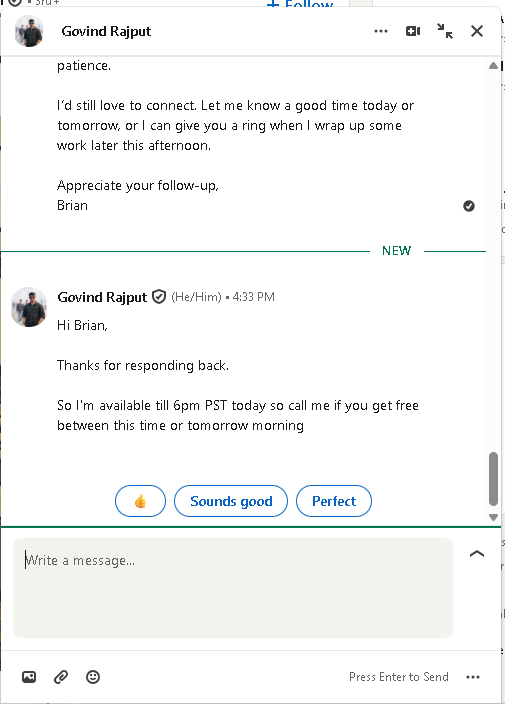 3rd+
+ Follow
Govind Rajput
patience.
I'd still love to connect. Let me know a good time today or
tomorrow, or I can give you a ring when I wrap up some
work later this afternoon.
Appreciate your follow-up,
Brian
NEW
Govind Rajput (He/Him) • 4:33 PM
Hi Brian,
Thanks for responding back.
So I'm available till 6pm PST today so call me if you get free
between this time or tomorrow morning
👍 Sounds good Perfect
Write a message...
Press Enter to Send